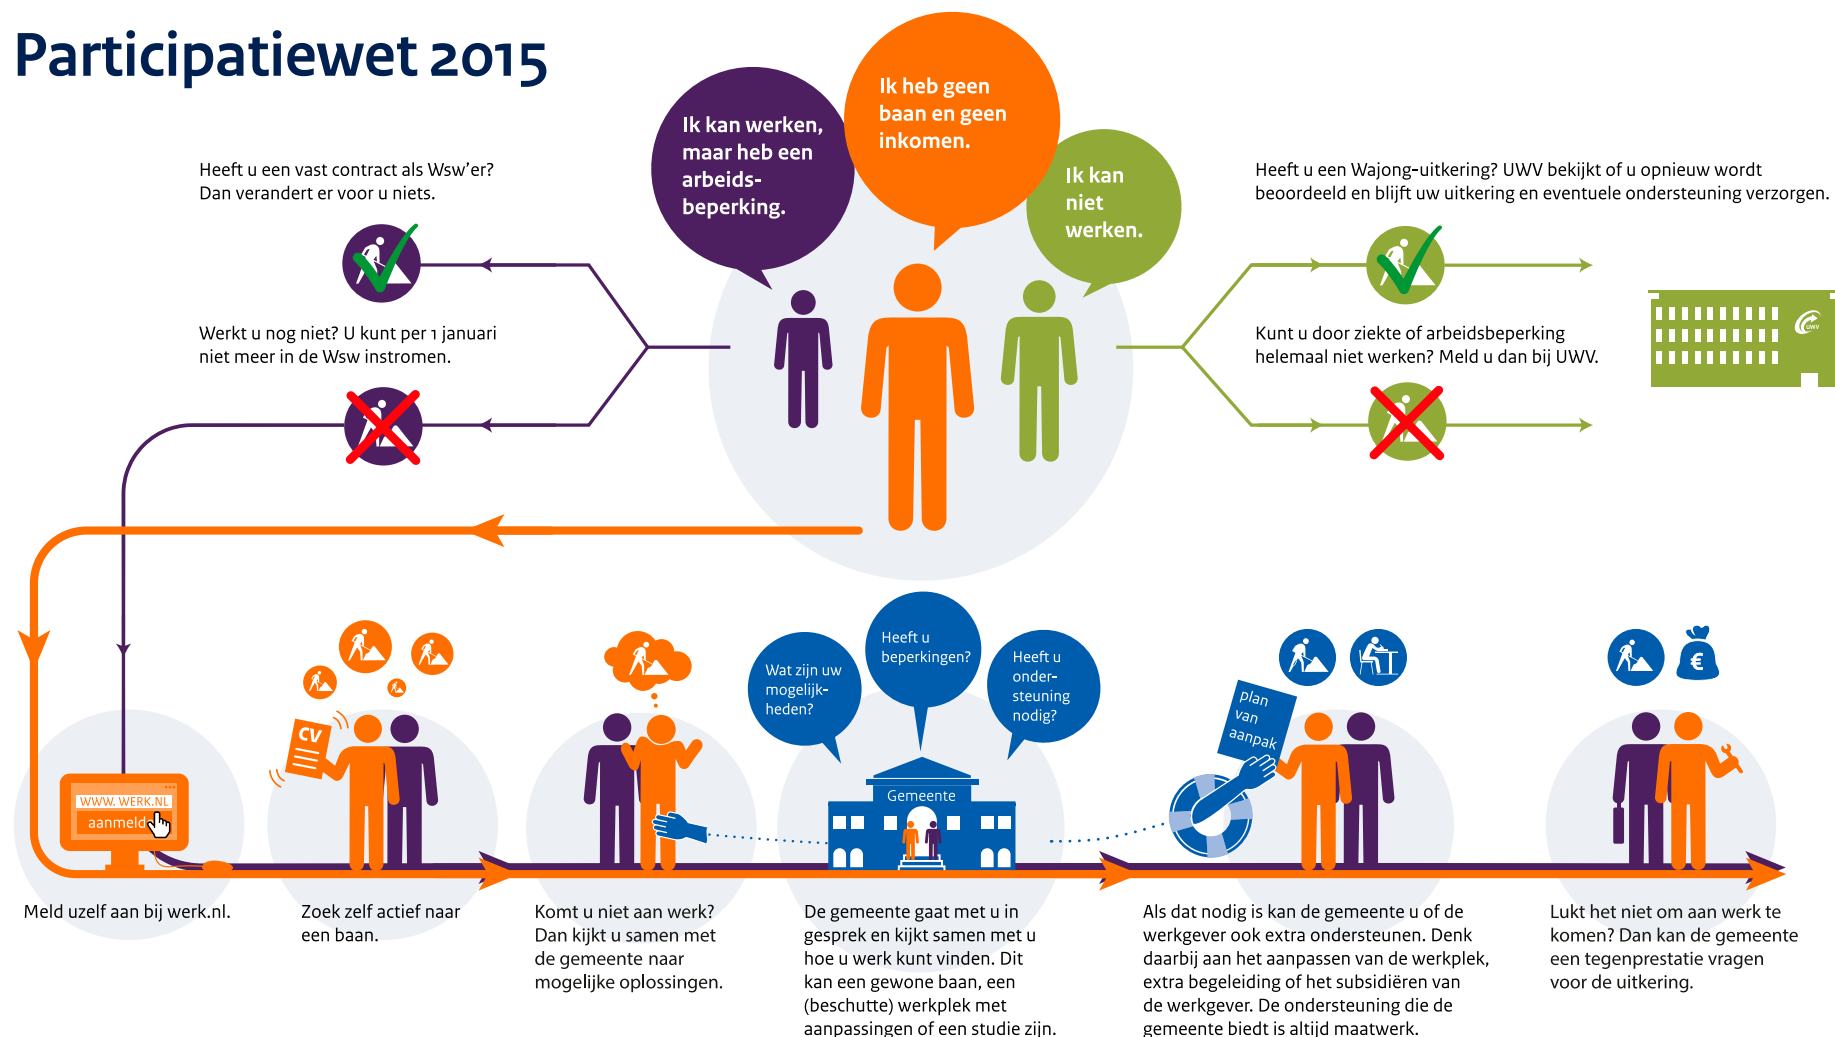 Participatiewet 2015
Ik kan werken,
maar heb een
arbeids-
beperking.
Ik heb geen
baan en geen
inkomen.
Ik kan
niet
werken.
Heeft u een vast contract als Wsw'er?
Dan verandert er voor u niets.
Werkt u nog niet? U kunt per 1 januari
niet meer in de Wsw instromen.
Heeft u een Wajong-uitkering? UWV bekijkt of u opnieuw wordt
beoordeeld en blijft uw uitkering en eventuele ondersteuning verzorgen.
Kunt u door ziekte of arbeidsbeperking
helemaal niet werken? Meld u dan bij UWV.
UWV
WWW.WERK.NL
aanmeld
CV
Wat zijn uw
mogelijk-
heden?
Heeft u
beperkingen?
Heeft u
onder-
steuning
nodig?
Gemeente
plan
van
aanpak
€
Meld uzelf aan bij werk.nl.
Zoek zelf actief naar
een baan.
Komt u niet aan werk?
Dan kijkt u samen met
de gemeente naar
mogelijke oplossingen.
De gemeente gaat met u in
gesprek en kijkt samen met u
hoe u werk kunt vinden. Dit
kan een gewone baan, een
(beschutte) werkplek met
aanpassingen of een studie zijn.
Als dat nodig is kan de gemeente u of de
werkgever ook extra ondersteunen. Denk
daarbij aan het aanpassen van de werkplek,
extra begeleiding of het subsidiëren van
de werkgever. De ondersteuning die de
gemeente biedt is altijd maatwerk.
Lukt het niet om aan werk te
komen? Dan kan de gemeente
een tegenprestatie vragen
voor de uitkering.